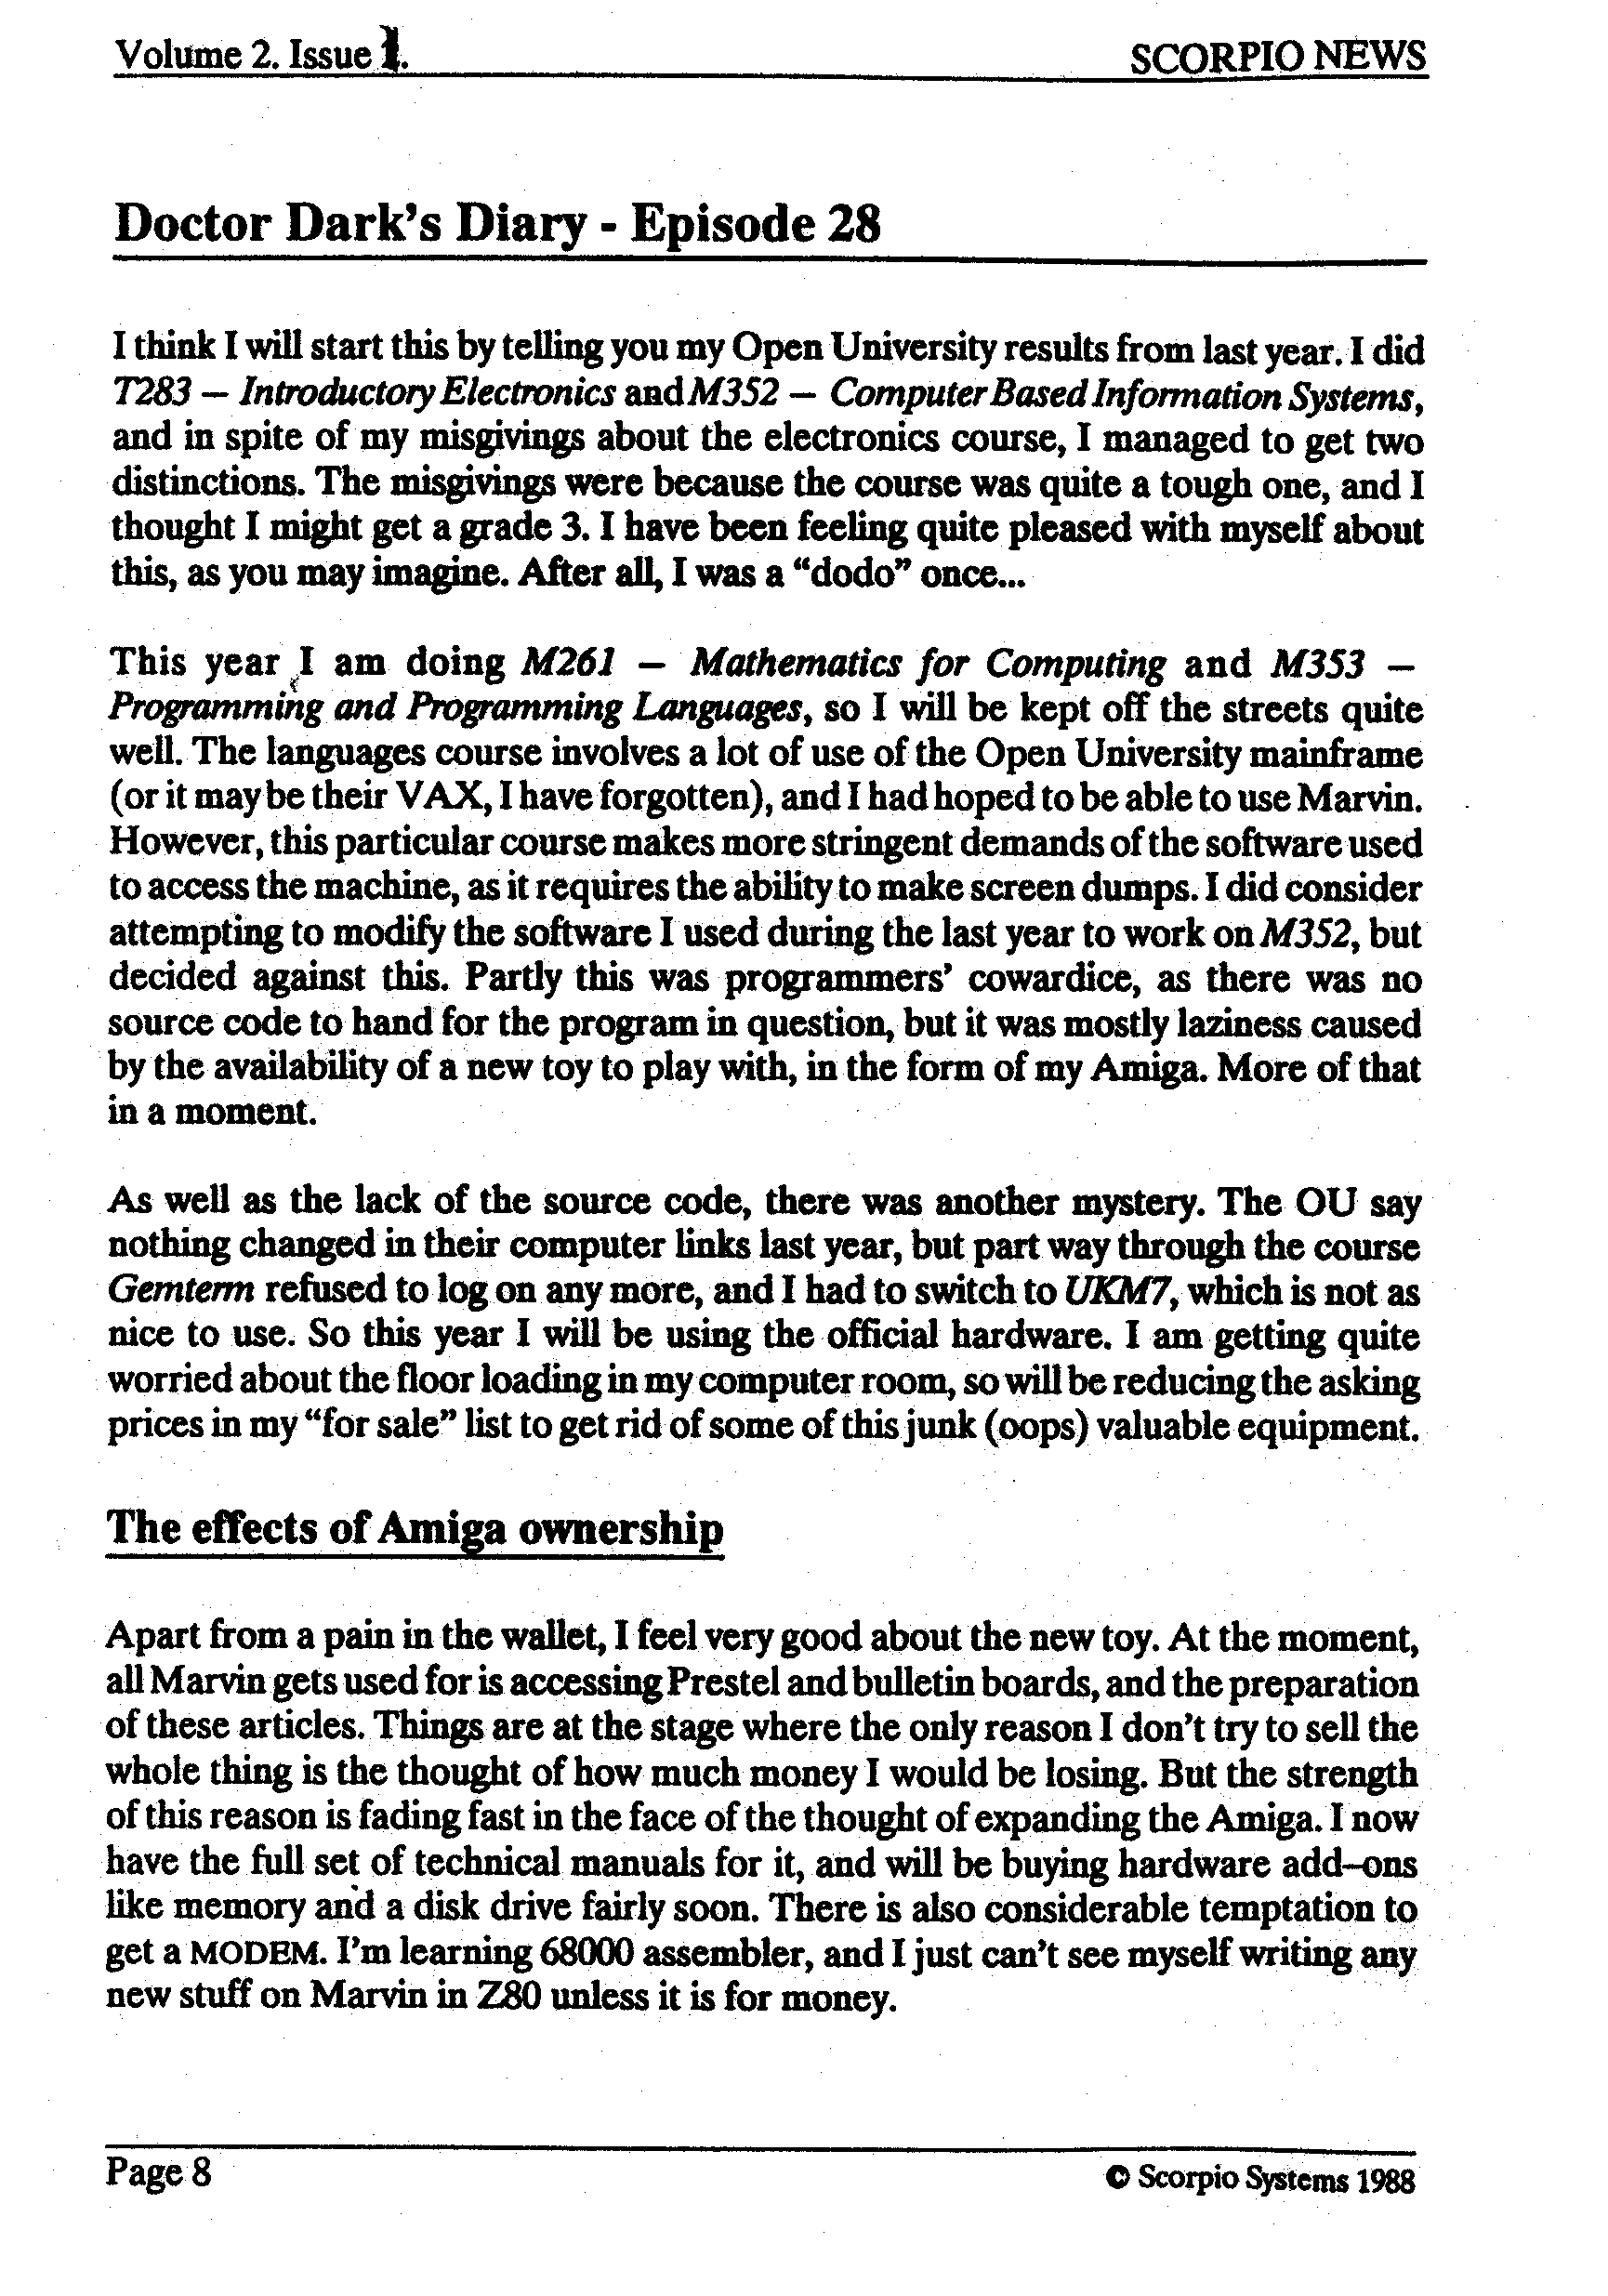 Volume 2. Issue 1.
SCORPIO NEWS
Doctor Dark's Diary - Episode 28
I think I will start this by telling you my Open University results from last year. I did
T283 — Introductory Electronics and M352 — Computer Based Information Systems,
and in spite of my misgivings about the electronics course, I managed to get two
distinctions. The misgivings were because the course was quite a tough one, and I
thought I might get a grade 3. I have been feeling quite pleased with myself about
this, as you may imagine. After all, I was a “dodo” once...
This year I am doing M261 — Mathematics for Computing and M353 —
Programming and Programming Languages, so I will be kept off the streets quite
well. The languages course involves a lot of use of the Open University mainframe
(or it may be their VAX, I have forgotten), and I had hoped to be able to use Marvin.
However, this particular course makes more stringent demands of the software used
to access the machine, as it requires the ability to make screen dumps. I did consider
attempting to modify the software I used during the last year to work on M352, but
decided against this. Partly this was programmers' cowardice, as there was no
source code to hand for the program in question, but it was mostly laziness caused
by the availability of a new toy to play with, in the form of my Amiga. More of that
in a moment.
As well as the lack of the source code, there was another mystery. The OU say
nothing changed in their computer links last year, but part way through the course
Gemterm refused to log on any more, and I had to switch to UKM7, which is not as
nice to use. So this year I will be using the official hardware. I am getting quite
worried about the floor loading in my computer room, so will be reducing the asking
prices in my “for sale” list to get rid of some of this junk (oops) valuable equipment.
The effects of Amiga ownership
Apart from a pain in the wallet, I feel very good about the new toy. At the moment,
all Marvin gets used for is accessing Prestel and bulletin boards, and the preparation
of these articles. Things are at the stage where the only reason I don't try to sell the
whole thing is the thought of how much money I would be losing. But the strength
of this reason is fading fast in the face of the thought of expanding the Amiga. I now
have the full set of technical manuals for it, and will be buying hardware add–ons
like memory and a disk drive fairly soon. There is also considerable temptation to
get a MODEM. I'm learning 68000 assembler, and I just can't see myself writing any
new stuff on Marvin in Z80 unless it is for money.
Page 8
© Scorpio Systems 1988